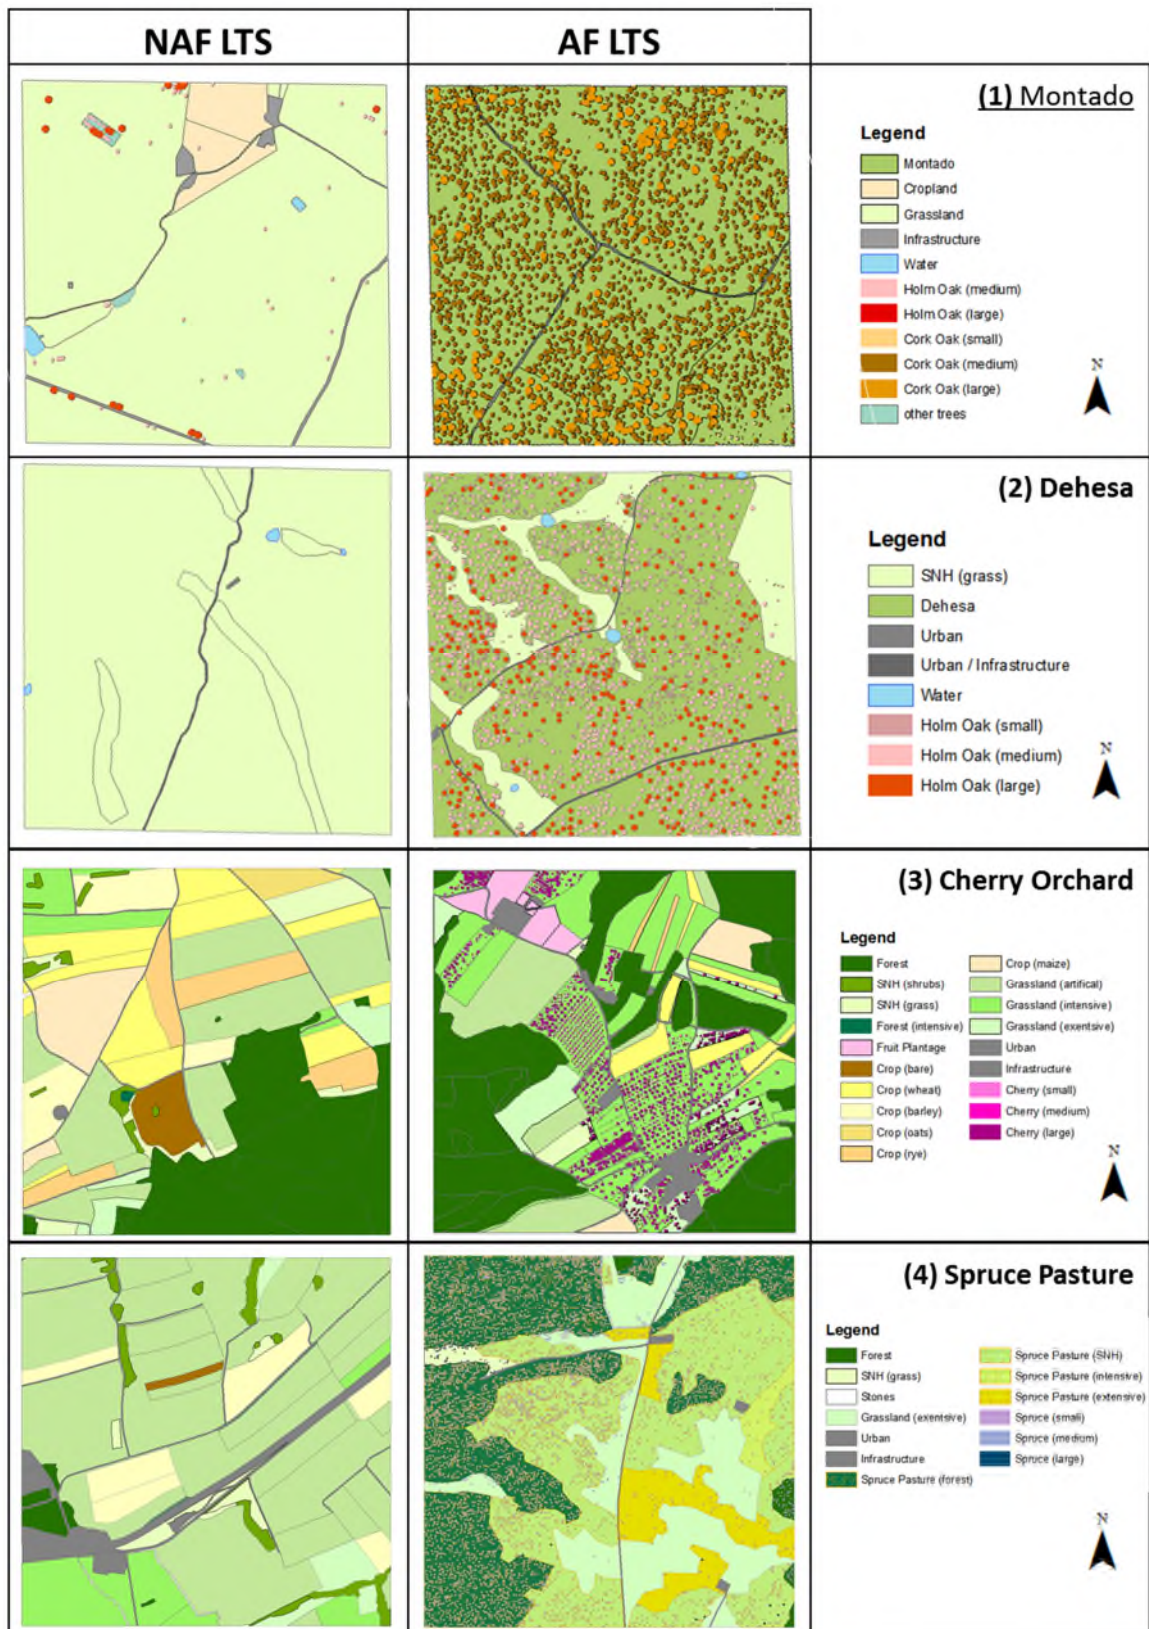 NAF LTS
AF LTS
(1) Montado
Legend
Montado
Cropland
Grassland
Infrastructure
Water
Holm Oak (medium)
Holm Oak (large)
Cork Oak (small)
Cork Oak (medium)
Cork Oak (large)
other trees
N
(2) Dehesa
Legend
SNH (grass)
Dehesa
Urban
Urban / Infrastructure
Water
Holm Oak (small)
Holm Oak (medium)
Holm Oak (large)
N
(3) Cherry Orchard
Legend
Forest
SNH (shrubs)
SNH (grass)
Forest (intensive)
Fruit Plantage
Crop (bare)
Crop (wheat)
Crop (barley)
Crop (oats)
Crop (rye)
Crop (maize)
Grassland (artifical)
Grassland (intensive)
Grassland (exentsive)
Urban
Infrastructure
Cherry (small)
Cherry (medium)
Cherry (large)
N
(4) Spruce Pasture
Legend
Forest
SNH (grass)
Stones
Grassland (exentsive)
Urban
Infrastructure
Spruce Pasture (forest)
Spruce Pasture (SNH)
Spruce Pasture (intensive)
Spruce Pasture (extensive)
Spruce (small)
Spruce (medium)
Spruce (large)
N